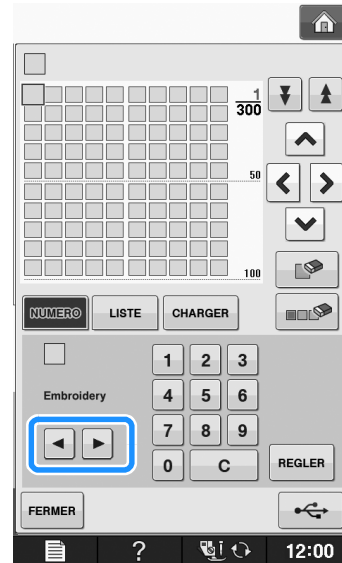 1
300
50
100
NUMERO LISTE CHARGER
1 2 3
Embroidery 4 5 6
7 8 9
0 C REGLER
FERMER
? 12:00